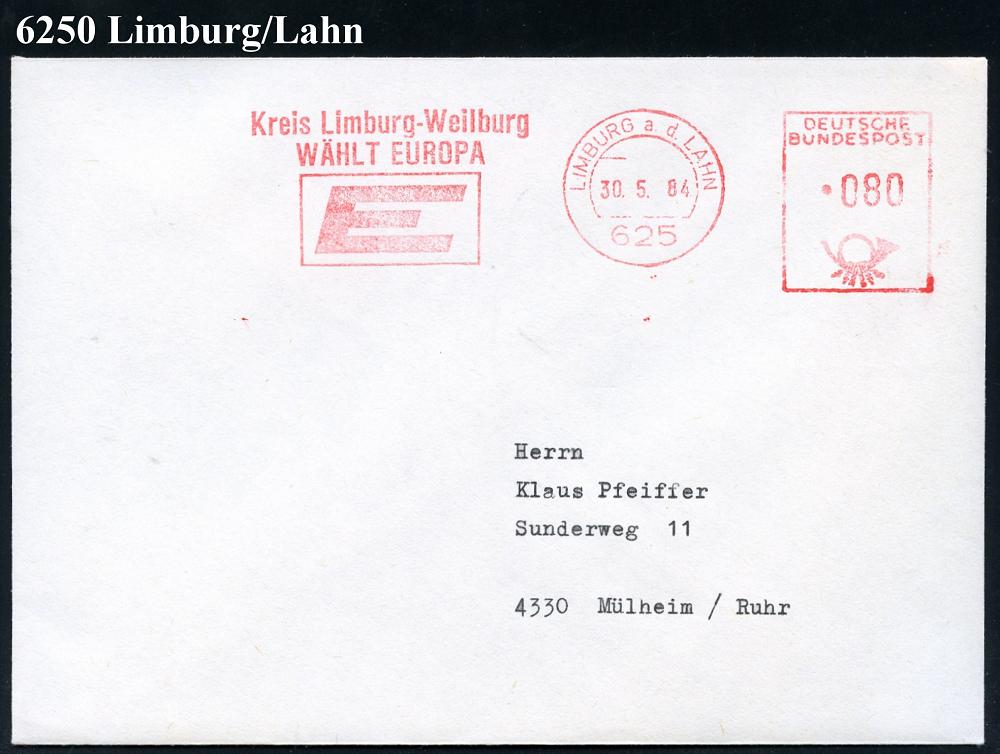 6250 Limburg/Lahn
Kreis Limburg-Weilburg
WÄHLT EUROPA
E
LIMBURG a. d. LAHN
30. 5. 84
625
DEUTSCHE
BUNDESPOST
080
Herrn
Klaus Pfeiffer
Sunderweg 11
4330 Mülheim / Ruhr